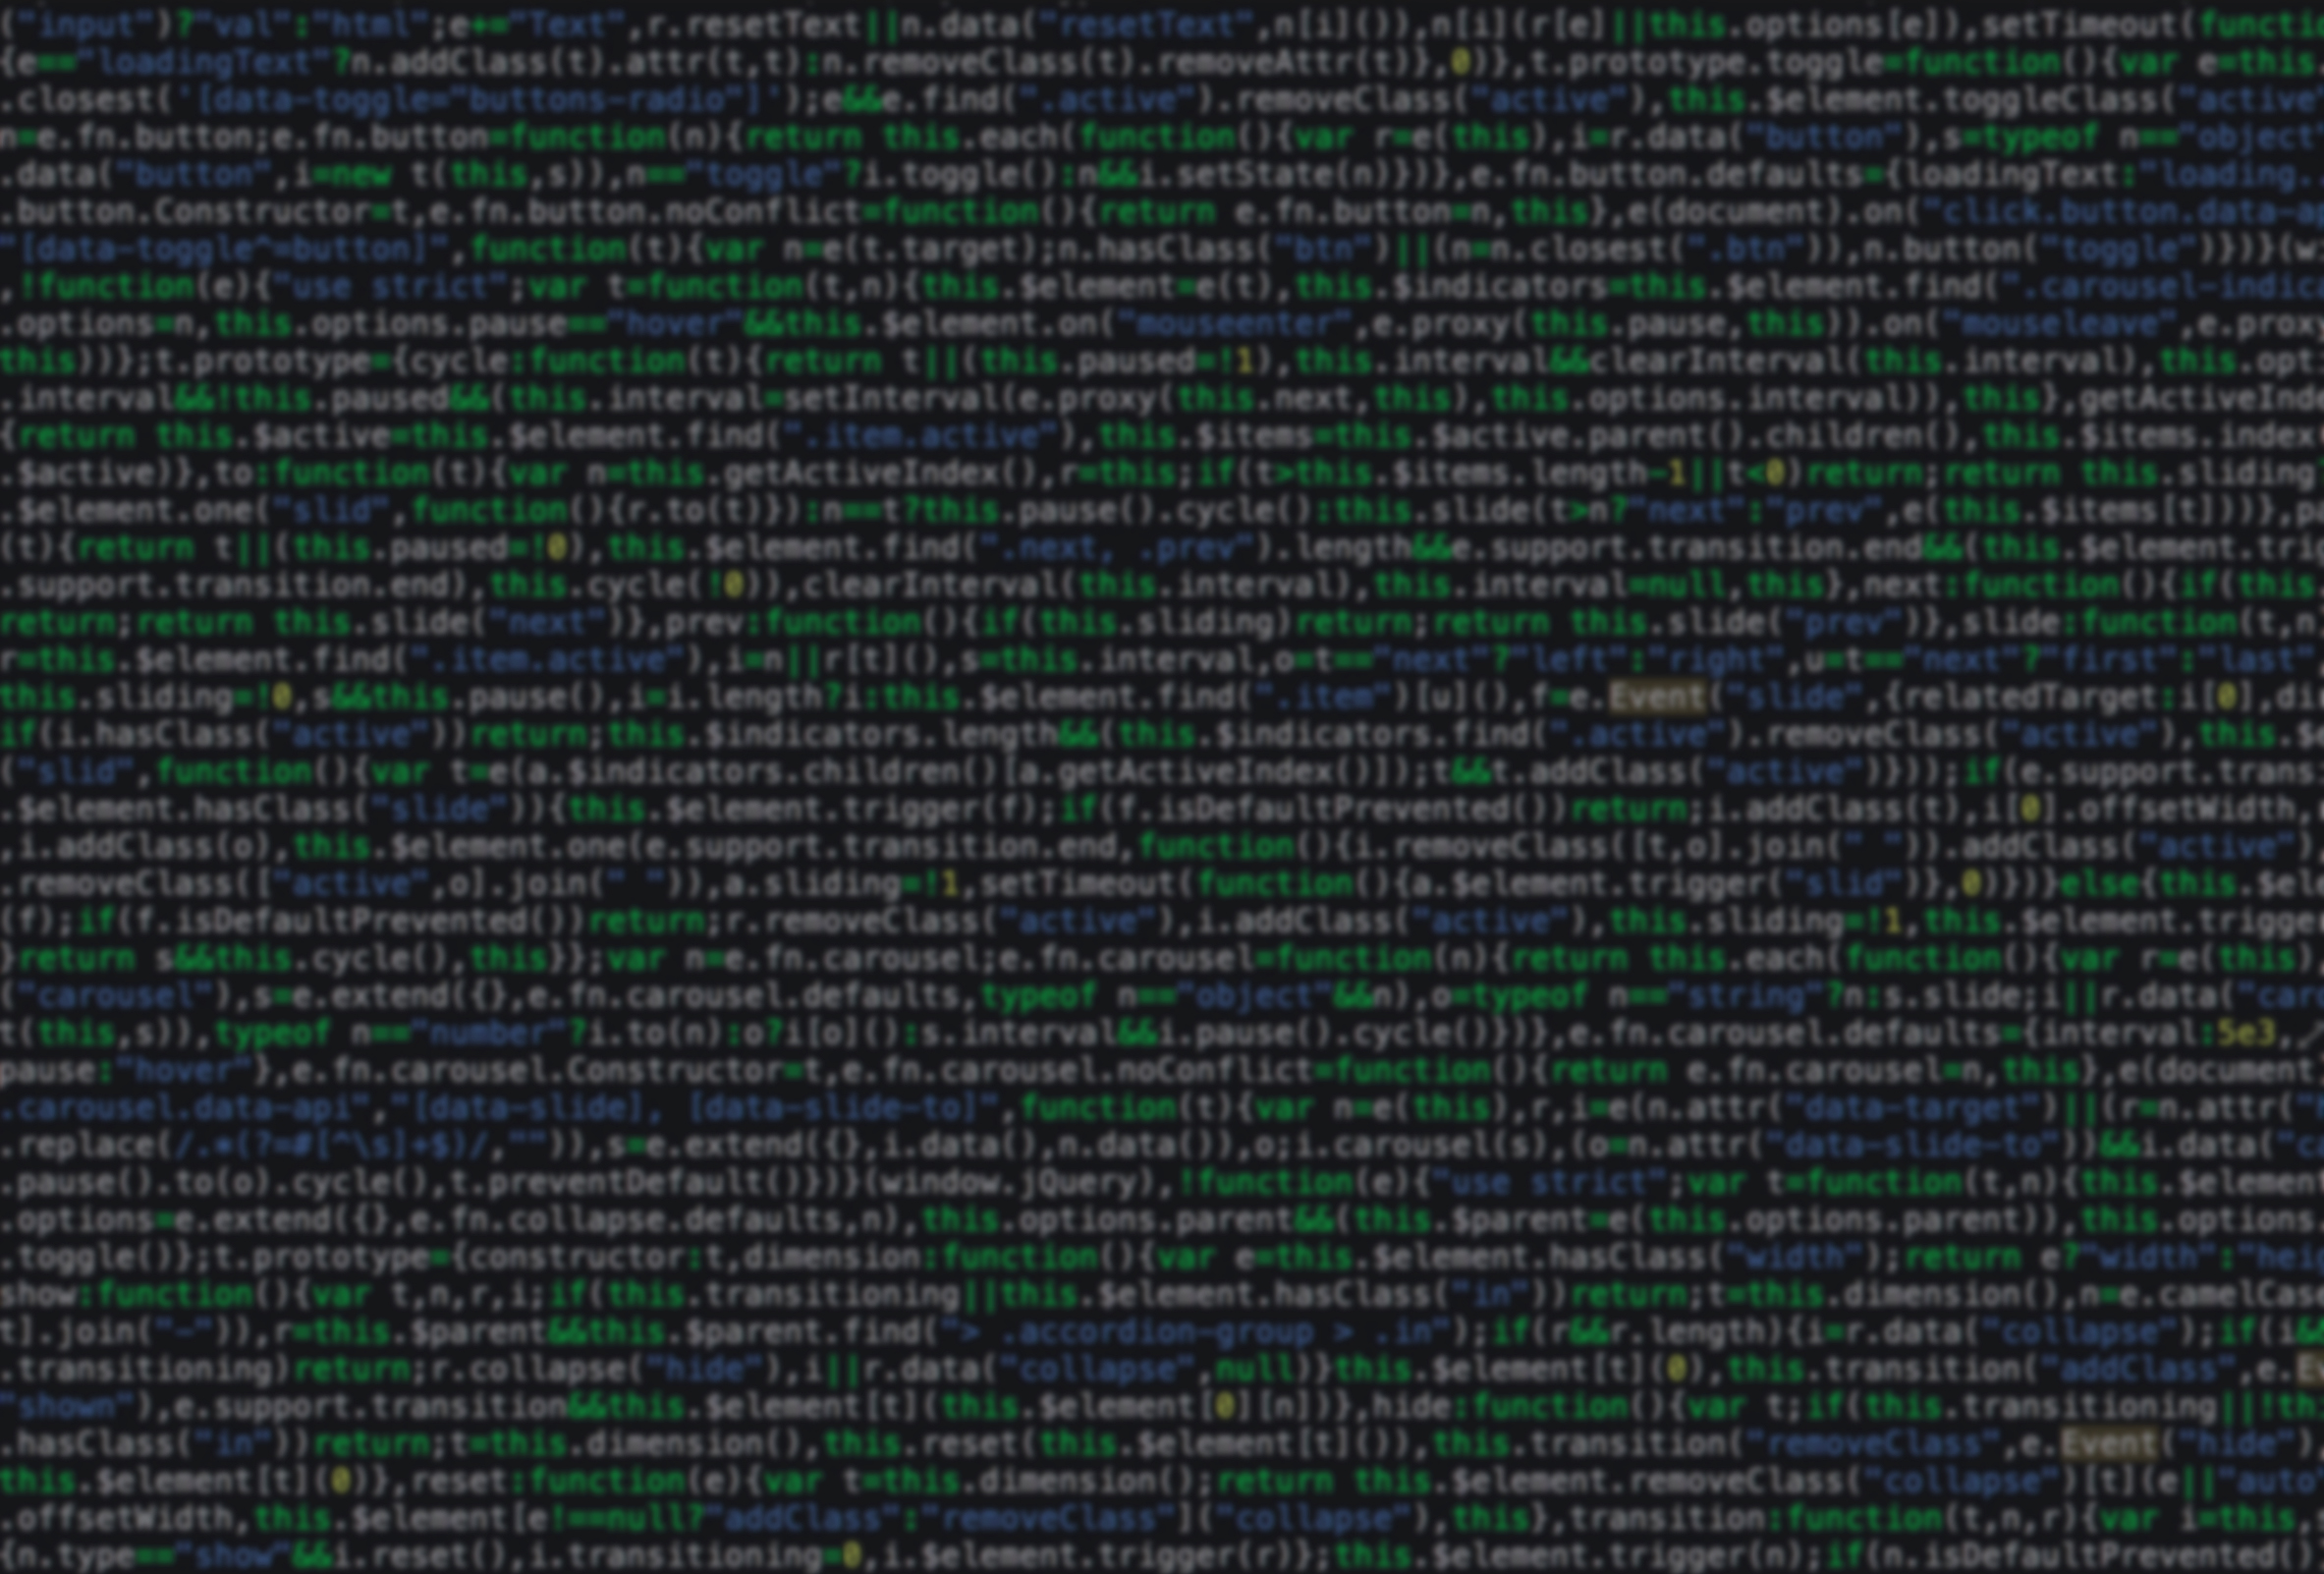 ("input")?"val":"html";e+="Text",r.resetText||n.data("resetText",n[i]()),n[i](r[e]||this.options[e]),setTimeout(functi
{e=="loadingText"?n.addClass(t).attr(t,t):n.removeClass(t).removeAttr(t)},0)},t.prototype.toggle=function(){var e=this.
.closest('[data-toggle="buttons-radio"]');e&&e.find(".active").removeClass("active"),this.$element.toggleClass("active
n=e.fn.button;e.fn.button=function(n){return this.each(function(){var r=e(this),i=r.data("button"),s=typeof n=="object
.data("button",i=new t(this,s)),n=="toggle"?i.toggle():n&&i.setState(n)})},e.fn.button.defaults={loadingText:"loading..
.button.Constructor=t,e.fn.button.noConflict=function(){return e.fn.button=n,this},e(document).on("click.button.data-a
"[data-toggle^=button]",function(t){var n=e(t.target);n.hasClass("btn")||(n=n.closest(".btn")),n.button("toggle")})}(w
,!function(e){"use strict";var t=function(t,n){this.$element=e(t),this.$indicators=this.$element.find(".carousel-indic
.options=n,this.options.pause=="hover"&&this.$element.on("mouseenter",e.proxy(this.pause,this)).on("mouseleave",e.prox
this))};t.prototype={cycle:function(t){return t||(this.paused=!1),this.interval&&clearInterval(this.interval),this.opt
.interval&&!this.paused&&(this.interval=setInterval(e.proxy(this.next,this),this.options.interval)),this},getActiveInd
{return this.$active=this.$element.find(".item.active"),this.$items=this.$active.parent().children(),this.$items.index
.$active)},to:function(t){var n=this.getActiveIndex(),r=this;if(t>this.$items.length-1||t<0)return;return this.sliding
.$element.one("slid",function(){r.to(t)}):n==t?this.pause().cycle():this.slide(t>n?"next":"prev",e(this.$items[t]))},p
(t){return t||(this.paused=!0),this.$element.find(".next, .prev").length&&e.support.transition.end&&(this.$element.tri
.support.transition.end),this.cycle(!0)),clearInterval(this.interval),this.interval=null,this},next:function(){if(this
return;return this.slide("next")},prev:function(){if(this.sliding)return;return this.slide("prev")},slide:function(t,n
r=this.$element.find(".item.active"),i=n||r[t](),s=this.interval,o=t=="next"?"left":"right",u=t=="next"?"first":"last"
this.sliding=!0,s&&this.pause(),i=i.length?i:this.$element.find(".item")[u](),f=e.Event("slide",{relatedTarget:i[0],di
if(i.hasClass("active"))return;this.$indicators.length&&(this.$indicators.find(".active").removeClass("active"),this.$e
("slid",function(){var t=e(a.$indicators.children()[a.getActiveIndex()]);t&&t.addClass("active")}));if(e.support.trans
.$element.hasClass("slide")){this.$element.trigger(f);if(f.isDefaultPrevented())return;i.addClass(t),i[0].offsetWidth,
,i.addClass(o),this.$element.one(e.support.transition.end,function(){i.removeClass([t,o].join(" ")).addClass("active")
.removeClass(["active",o].join(" ")),a.sliding=!1,setTimeout(function(){a.$element.trigger("slid")},0)})}else{this.$el
(f);if(f.isDefaultPrevented())return;r.removeClass("active"),i.addClass("active"),this.sliding=!1,this.$element.trigge
}return s&&this.cycle(),this}};var n=e.fn.carousel;e.fn.carousel=function(n){return this.each(function(){var r=e(this)
("carousel"),s=e.extend({},e.fn.carousel.defaults,typeof n=="object"&&n),o=typeof n=="string"?n:s.slide;i||r.data("car
t(this,s)),typeof n=="number"?i.to(n):o?i[o]():s.interval&&i.pause().cycle()})},e.fn.carousel.defaults={interval:5e3,
pause:"hover"},e.fn.carousel.Constructor=t,e.fn.carousel.noConflict=function(){return e.fn.carousel=n,this},e(document
.carousel.data-api","[data-slide], [data-slide-to]",function(t){var n=e(this),r,i=e(n.attr("data-target")||(r=n.attr("
.replace(/.*(?=#[^\s]+$)/,"")),s=e.extend({},i.data(),n.data()),o;i.carousel(s),(o=n.attr("data-slide-to"))&&i.data("c
.pause().to(o).cycle(),t.preventDefault()})}(window.jQuery),!function(e){"use strict";var t=function(t,n){this.$elemen
.options=e.extend({},e.fn.collapse.defaults,n),this.options.parent&&(this.$parent=e(this.options.parent)),this.options
.toggle()};t.prototype={constructor:t,dimension:function(){var e=this.$element.hasClass("width");return e?"width":"hei
show:function(){var t,n,r,i;if(this.transitioning||this.$element.hasClass("in"))return;t=this.dimension(),n=e.camelCas
t].join("-")),r=this.$parent&&this.$parent.find("> .accordion-group > .in");if(r&&r.length){i=r.data("collapse");if(i&
.transitioning)return;r.collapse("hide"),i||r.data("collapse",null)}this.$element[t](0),this.transition("addClass",e.E
"shown"),e.support.transition&&this.$element[t](this.$element[0][n])},hide:function(){var t;if(this.transitioning||!th
.hasClass("in"))return;t=this.dimension(),this.reset(this.$element[t]()),this.transition("removeClass",e.Event("hide")
this.$element[t](0)},reset:function(e){var t=this.dimension();return this.$element.removeClass("collapse")[t](e||"auto
.offsetWidth,this.$element[e!==null?"addClass":"removeClass"]("collapse"),this},transition:function(t,n,r){var i=this,
{n.type=="show"&&i.reset(),i.transitioning=0,i.$element.trigger(r)};this.$element.trigger(n);if(n.isDefaultPrevented()